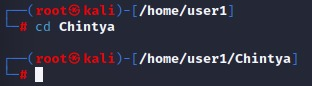 ┌──(root㉿kali)-[/home/user1]
└─# cd Chintya
┌──(root㉿kali)-[/home/user1/Chintya]
└─#